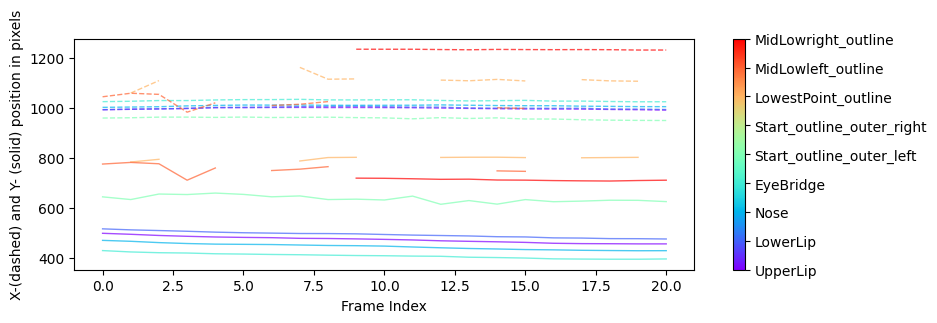 X-(dashed) and Y- (solid) position in pixels
1200
1000
800
600
400
0.0 2.5 5.0 7.5 10.0 12.5 15.0 17.5 20.0
Frame Index
MidLowright_outline
MidLowleft_outline
LowestPoint_outline
Start_outline_outer_right
Start_outline_outer_left
EyeBridge
Nose
LowerLip
UpperLip